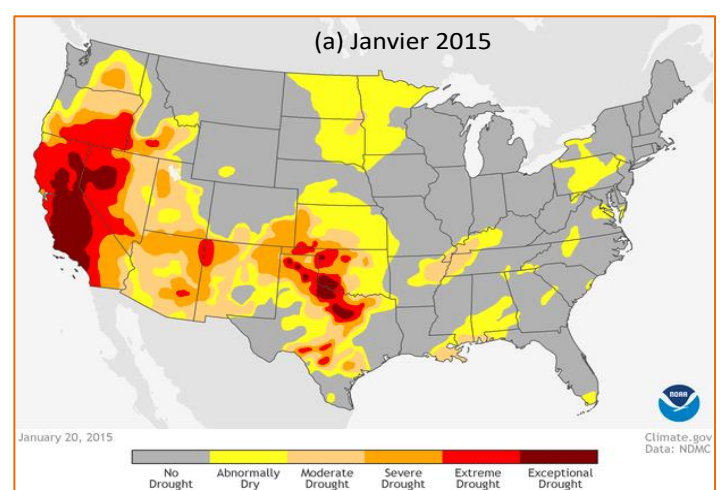 (a) Janvier 2015
NOAA
January 20, 2015
Climate.gov
Data: NDMC
No Drought
Abnormally Dry
Moderate Drought
Severe Drought
Extreme Drought
Exceptional Drought